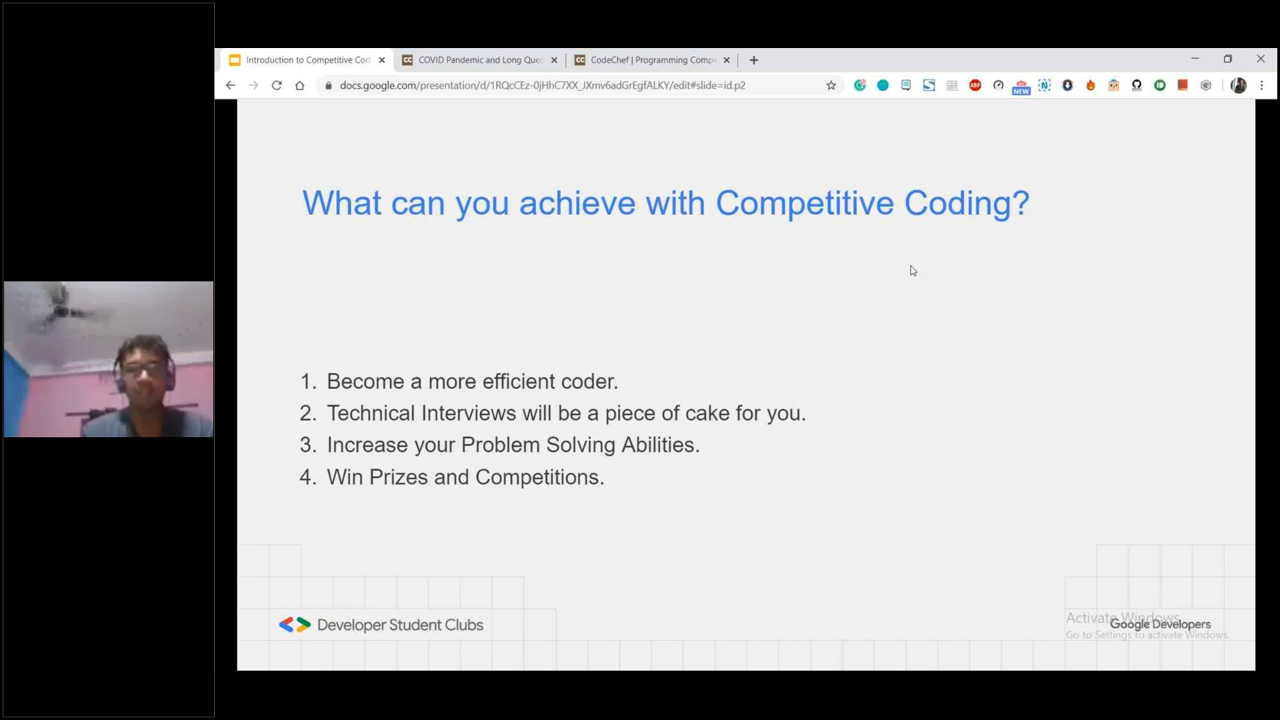 Introduction to Competitive Cod
COVID Pandemic and Long Que
CodeChef | Programming Comp
docs.google.com/presentation/d/1RQcCEz-0jHhC7XX_JXmv6adGrEgfALKY/edit#slide=id.p2
NEW
What can you achieve with Competitive Coding?
1. Become a more efficient coder.
2. Technical Interviews will be a piece of cake for you.
3. Increase your Problem Solving Abilities.
4. Win Prizes and Competitions.
Developer Student Clubs
Activate Windows
Google Developers
Go to Settings to activate Windows.